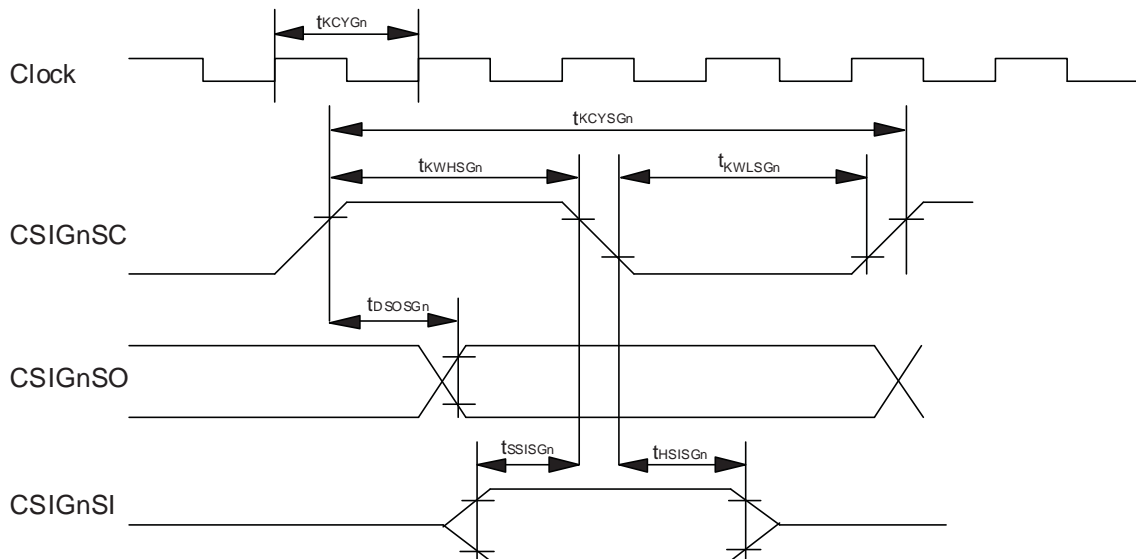 tKCYGn
Clock
tKCYSGn
tKWHSGn
tKWLSGn
CSIGnSC
tDSOSGn
CSIGnSO
tSSISGn
tHSISGn
CSIGnSI